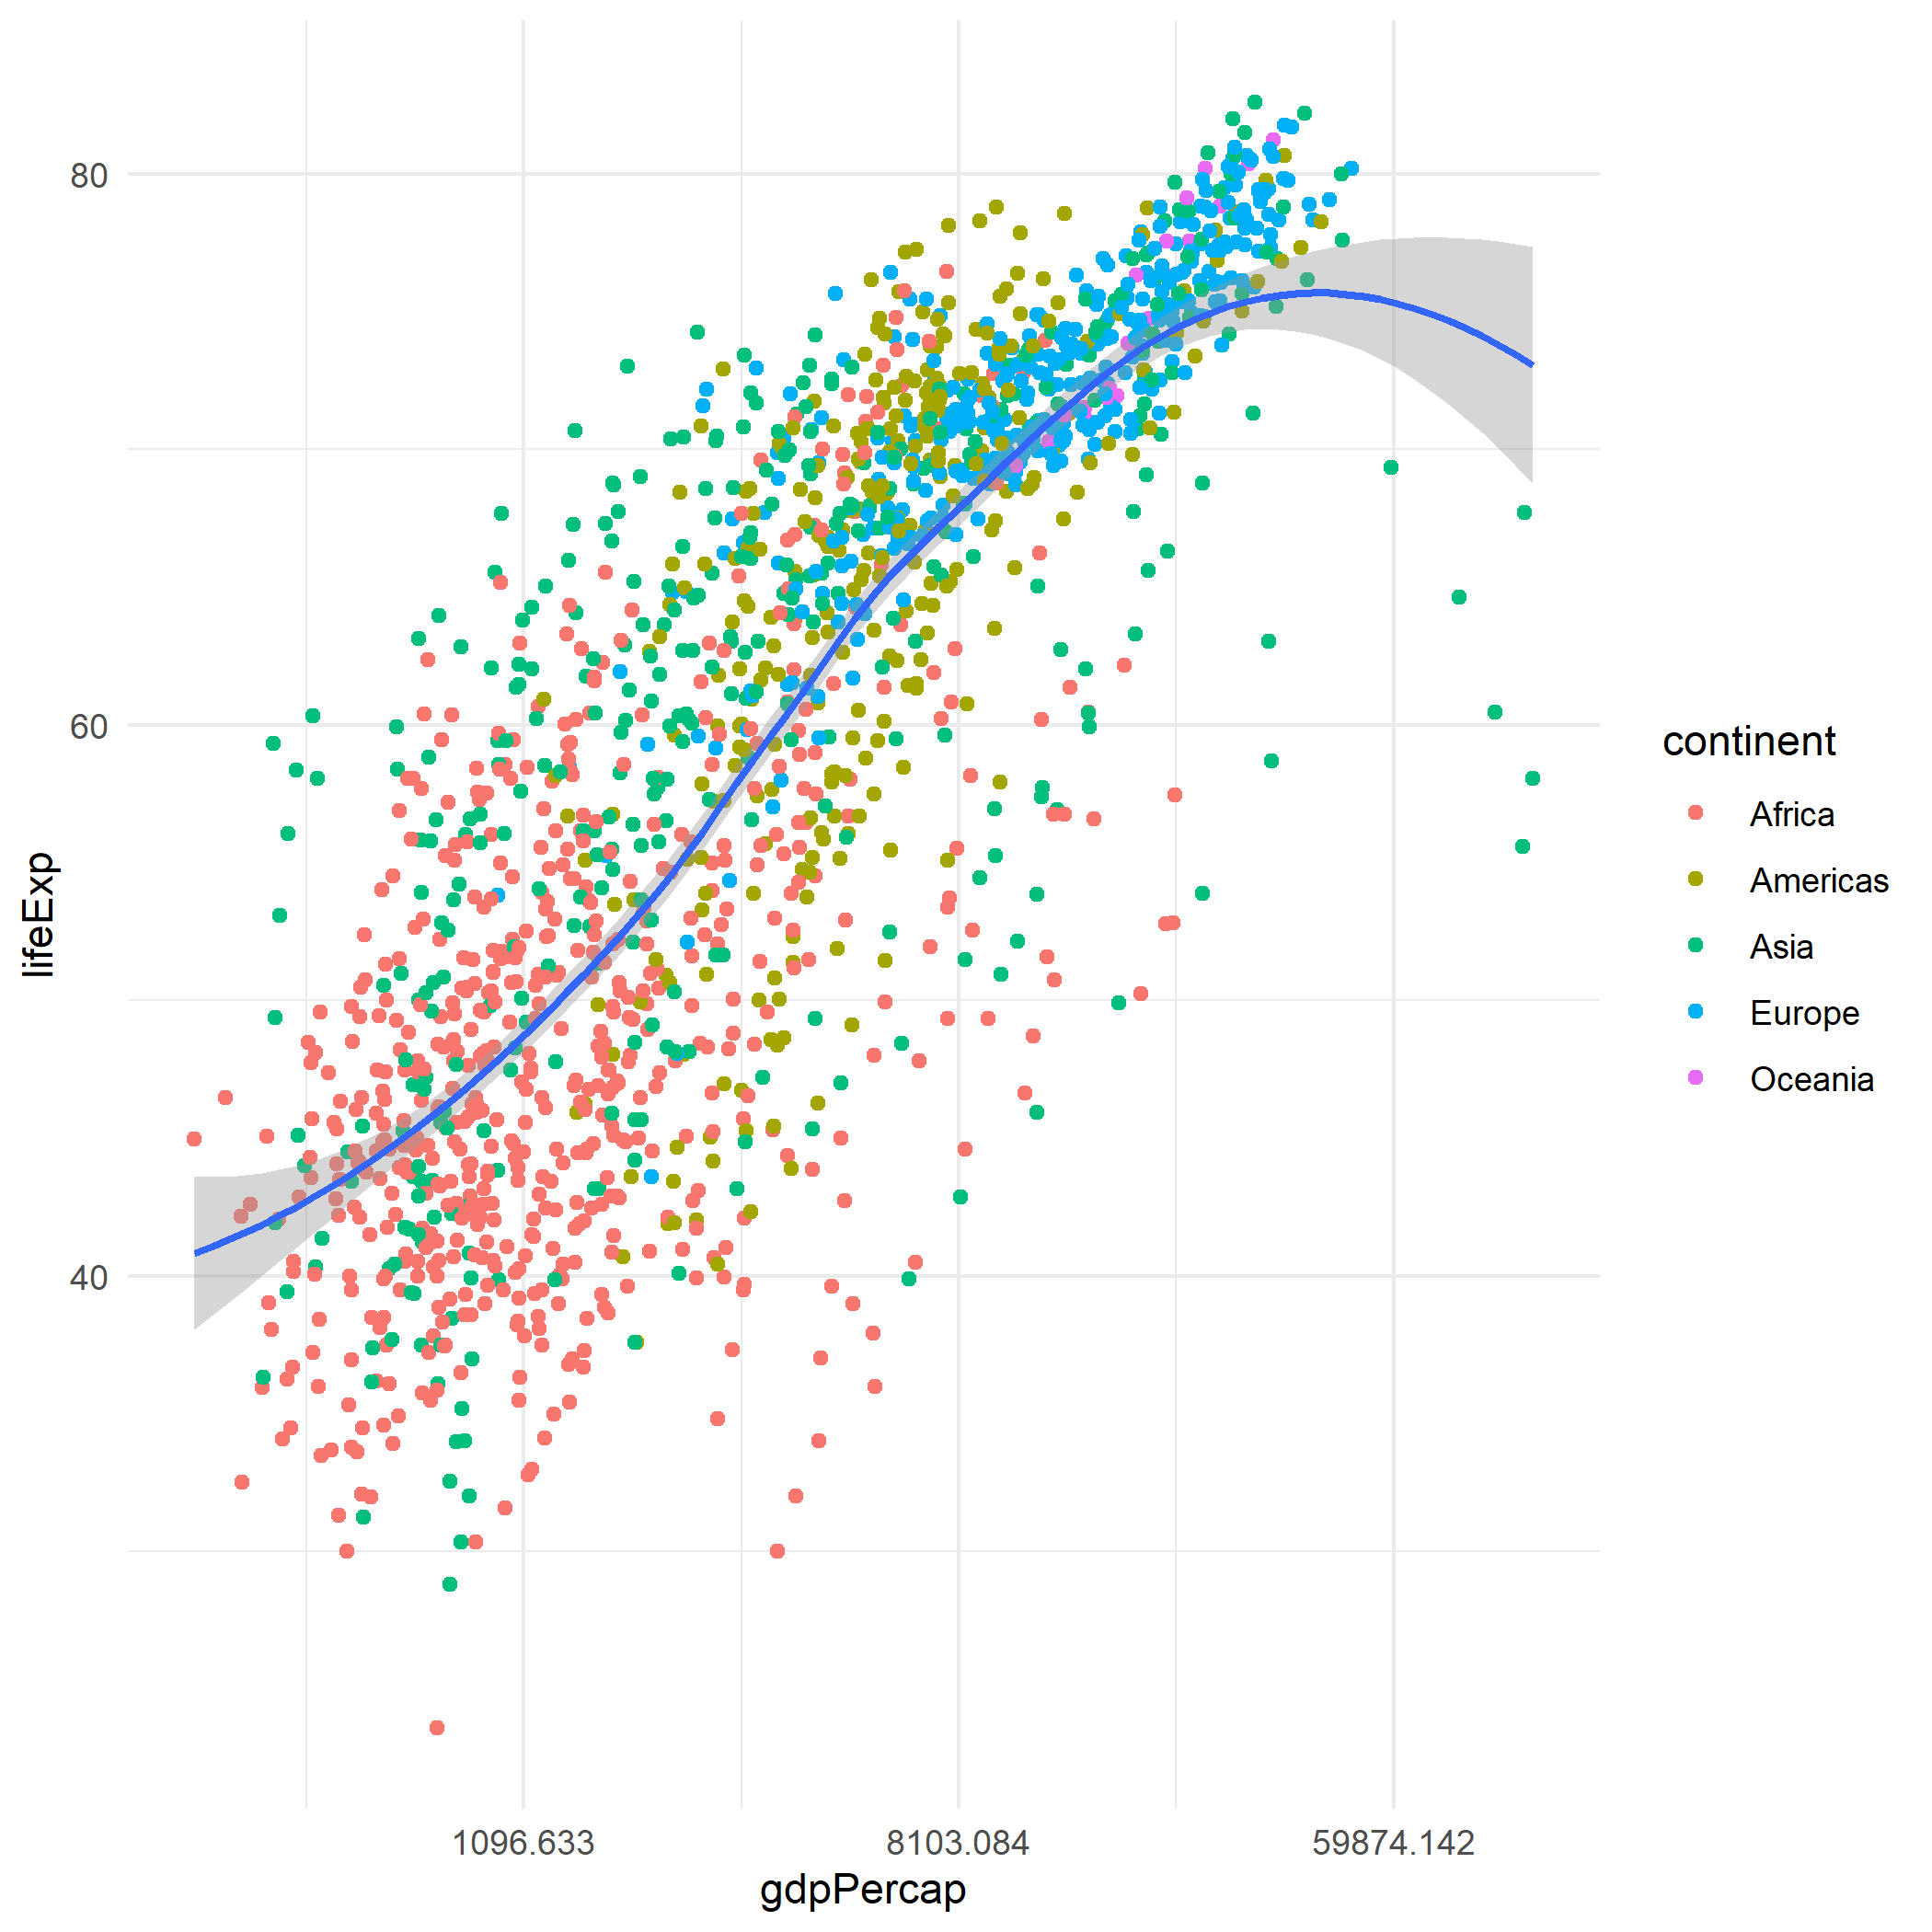 80
60
40
lifeExp
1096.633
8103.084
59874.142
gdpPercap
continent
Africa
Americas
Asia
Europe
Oceania